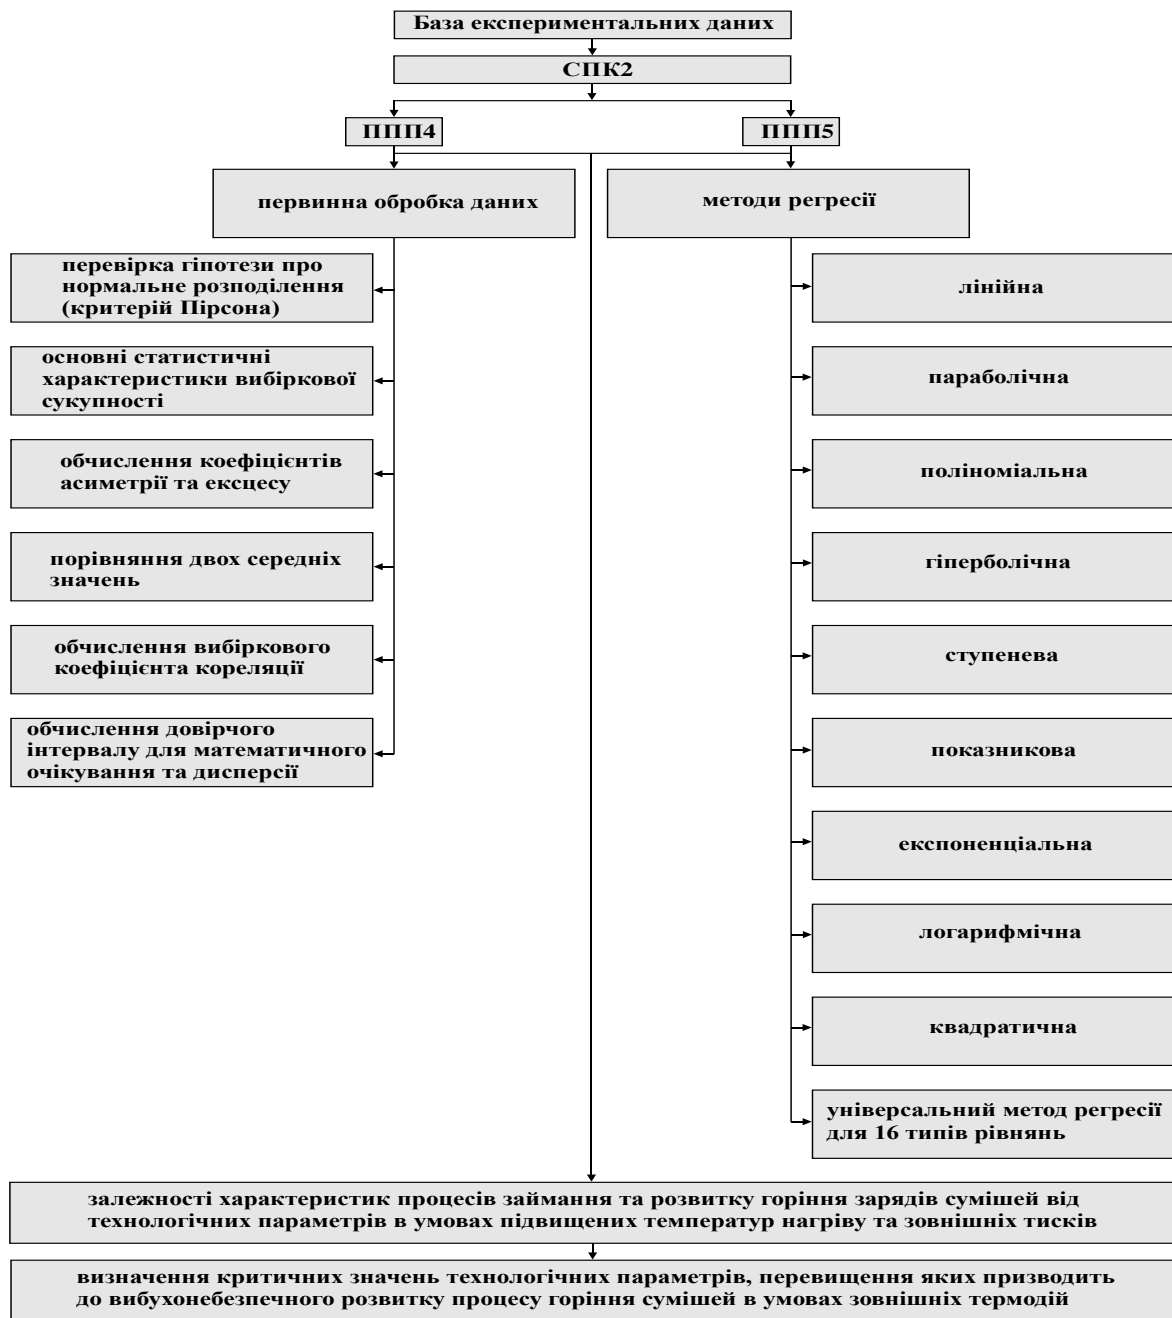 База експериментальних даних
СПК2
ППП4
ППП5
первинна обробка даних
методи регресії
перевірка гіпотези про
нормальне розподілення
(критерій Пірсона)
основні статистичні
характеристики вибіркової
сукупності
обчислення коефіцієнтів
асиметрії та ексцесу
порівняння двох середніх
значень
обчислення вибіркового
коефіцієнта кореляції
обчислення довірчого
інтервалу для математичного
очікування та дисперсії
лінійна
параболічна
поліноміальна
гіперболічна
ступенева
показникова
експоненціальна
логарифмічна
квадратична
універсальний метод регресії
для 16 типів рівнянь
залежності характеристик процесів займання та розвитку горіння зарядів сумішей від
технологічних параметрів в умовах підвищених температур нагріву та зовнішніх тисків
визначення критичних значень технологічних параметрів, перевищення яких призводить
до вибухонебезпечного розвитку процесу горіння сумішей в умовах зовнішніх термодій